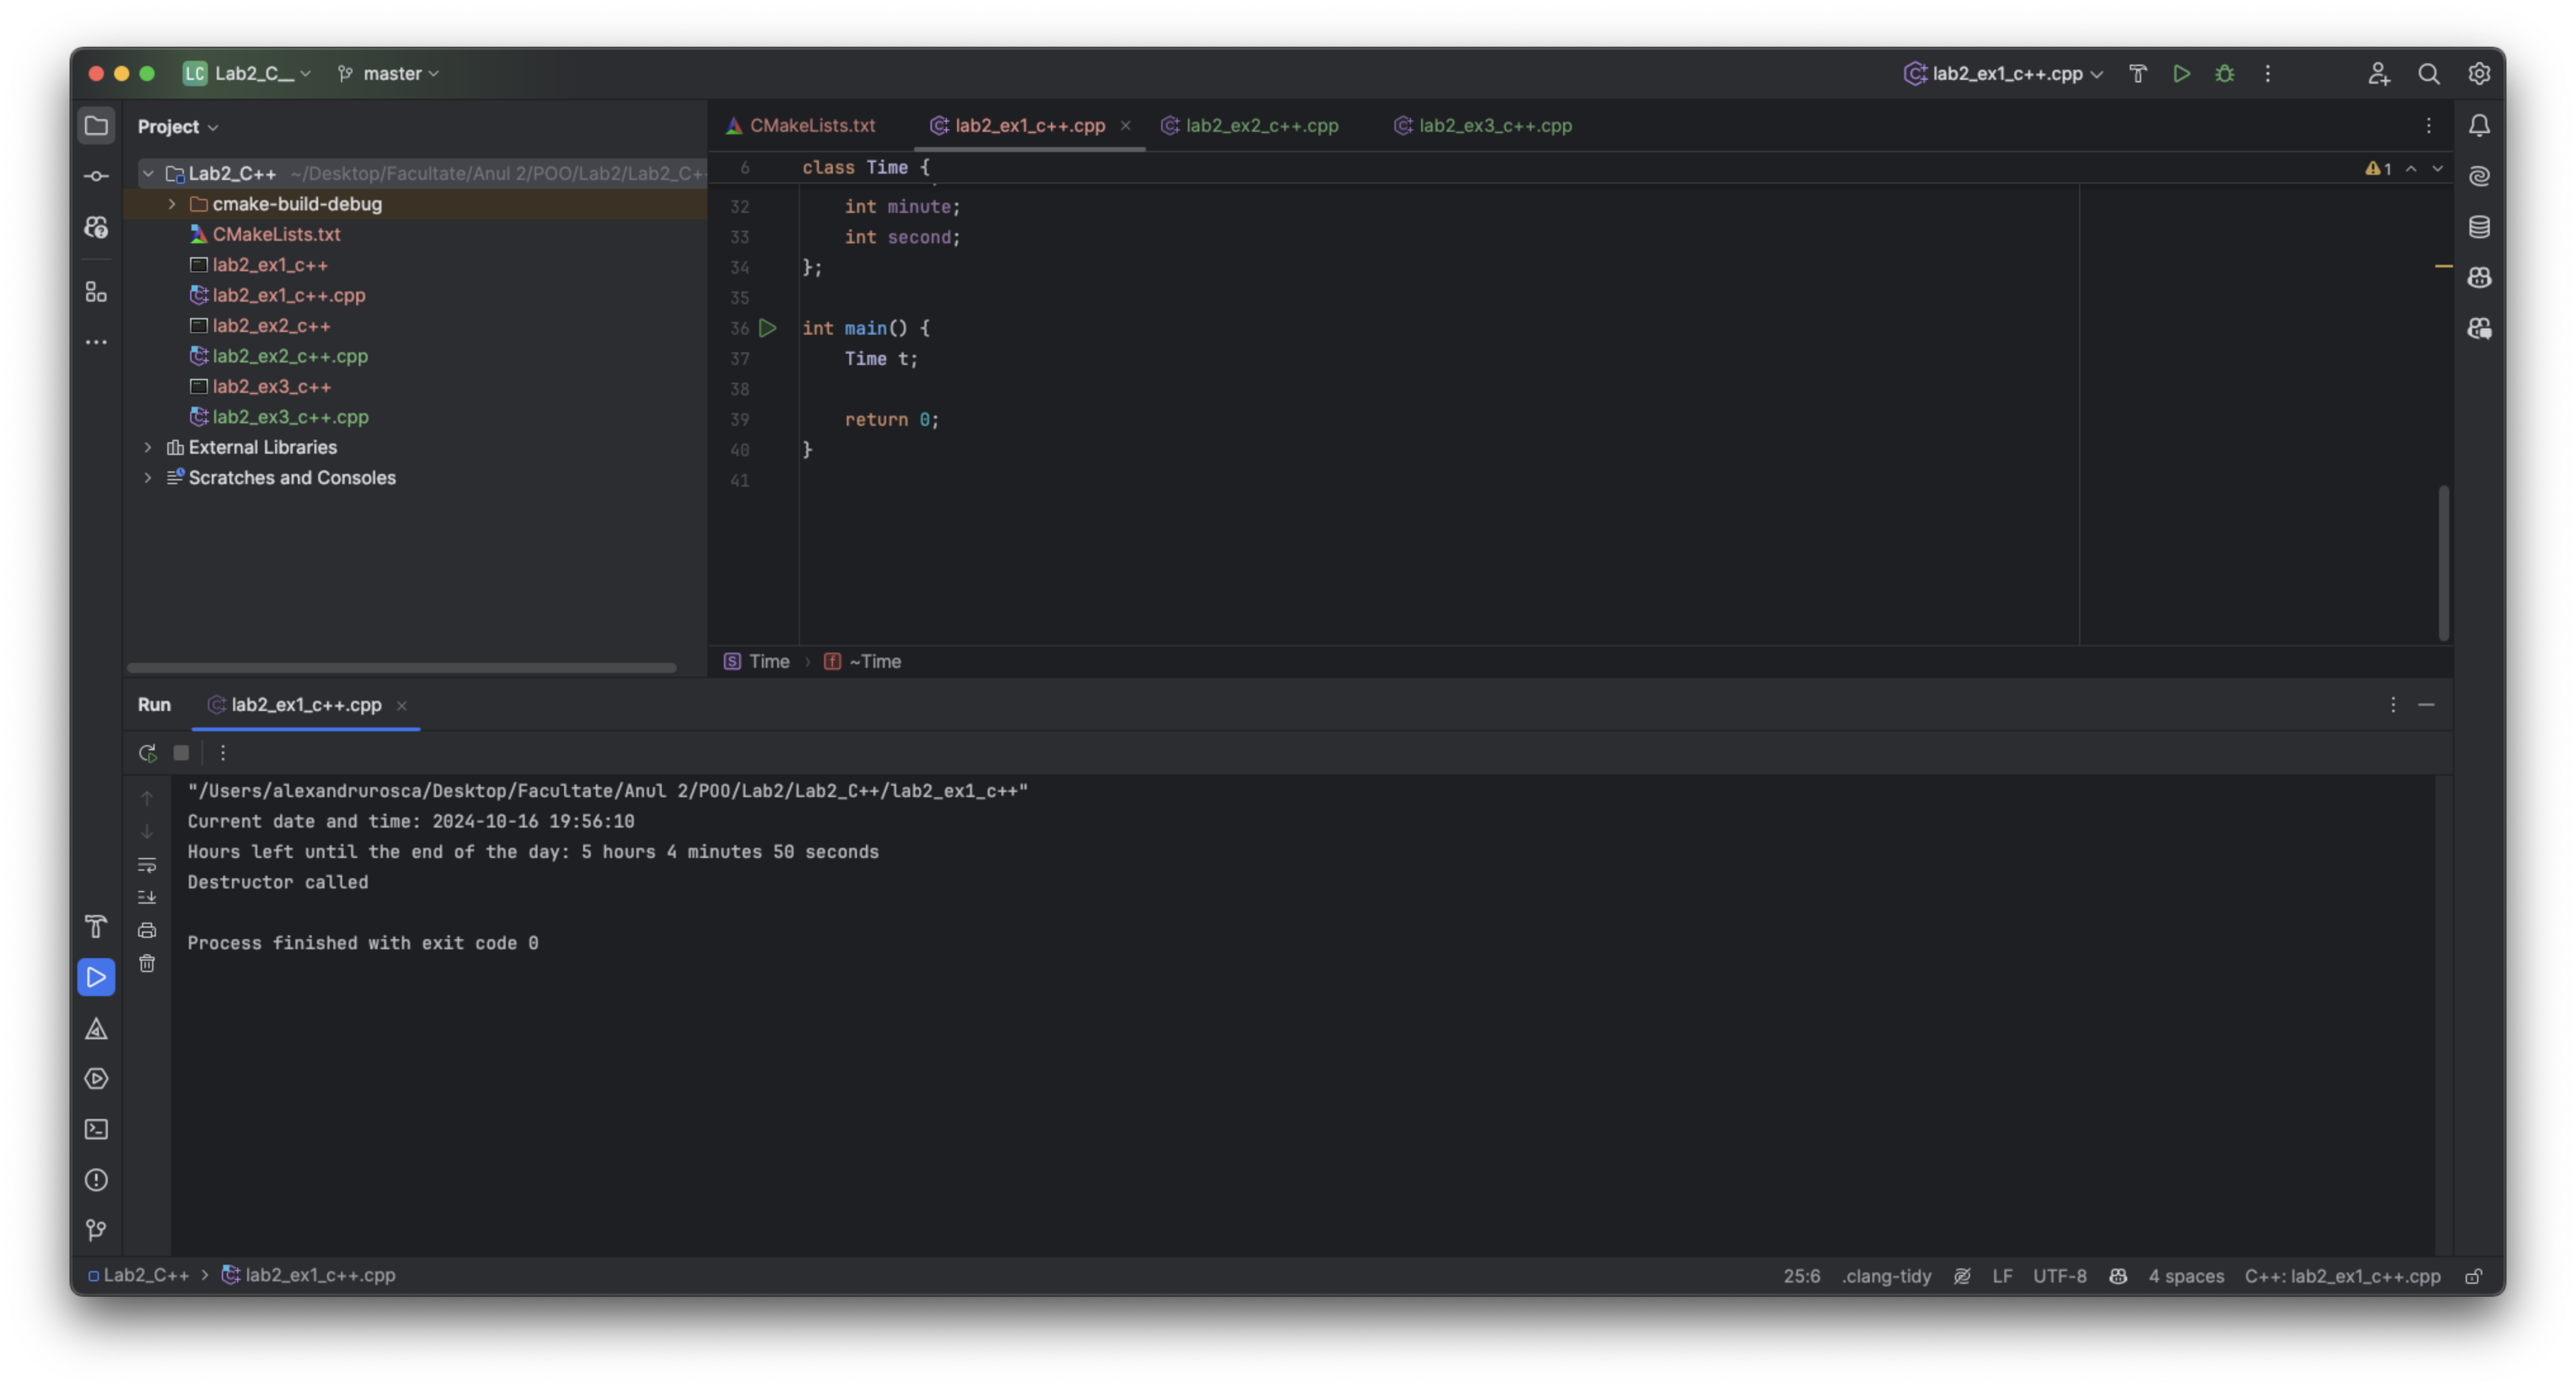 LC Lab2_C__ master lab2_ex1_c++.cpp
Project
Lab2_C++ ~/Desktop/Facultate/Anul 2/POO/Lab2/Lab2_C+
cmake-build-debug
CMakeLists.txt
lab2_ex1_c++
lab2_ex1_c++.cpp
lab2_ex2_c++
lab2_ex2_c++.cpp
lab2_ex3_c++
lab2_ex3_c++.cpp
External Libraries
Scratches and Consoles
CMakeLists.txt lab2_ex1_c++.cpp lab2_ex2_c++.cpp lab2_ex3_c++.cpp
6 class Time { 1
32 int minute;
33 int second;
34 };
35
36 int main() {
37 Time t;
38
39 return 0;
40 }
41
S Time › f ~Time
Run lab2_ex1_c++.cpp
"/Users/alexandrurosca/Desktop/Facultate/Anul 2/POO/Lab2/Lab2_C++/lab2_ex1_c++"
Current date and time: 2024-10-16 19:56:10
Hours left until the end of the day: 5 hours 4 minutes 50 seconds
Destructor called
Process finished with exit code 0
Lab2_C++ › lab2_ex1_c++.cpp 25:6 .clang-tidy LF UTF-8 4 spaces C++: lab2_ex1_c++.cpp